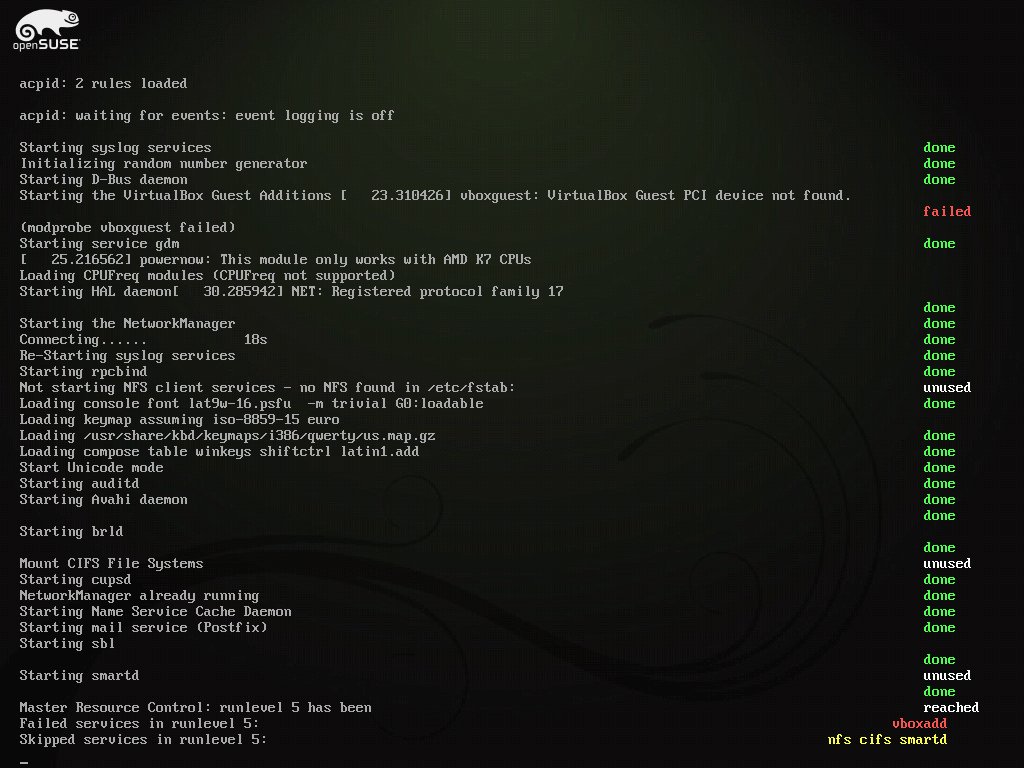 openSUSE
acpid: 2 rules loaded
acpid: waiting for events: event logging is off
Starting syslog services done
Initializing random number generator done
Starting D-Bus daemon done
Starting the VirtualBox Guest Additions [   23.310426] vboxguest: VirtualBox Guest PCI device not found.
failed
(modprobe vboxguest failed)
Starting service gdm done
[   25.216562] powernow: This module only works with AMD K7 CPUs
Loading CPUFreq modules (CPUFreq not supported)
Starting HAL daemon[   30.285942] NET: Registered protocol family 17
done
Starting the NetworkManager done
Connecting...... 18s done
Re-Starting syslog services done
Starting rpcbind done
Not starting NFS client services - no NFS found in /etc/fstab: unused
Loading console font lat9w-16.psfu  -m trivial G0:loadable done
Loading keymap assuming iso-8859-15 euro
Loading /usr/share/kbd/keymaps/i386/qwerty/us.map.gz done
Loading compose table winkeys shiftctrl latin1.add done
Start Unicode mode done
Starting auditd done
Starting Avahi daemon done
done
Starting brld
done
Mount CIFS File Systems unused
Starting cupsd done
NetworkManager already running done
Starting Name Service Cache Daemon done
Starting mail service (Postfix) done
Starting sbl
done
Starting smartd unused
done
Master Resource Control: runlevel 5 has been reached
Failed services in runlevel 5: vboxadd
Skipped services in runlevel 5: nfs cifs smartd
_